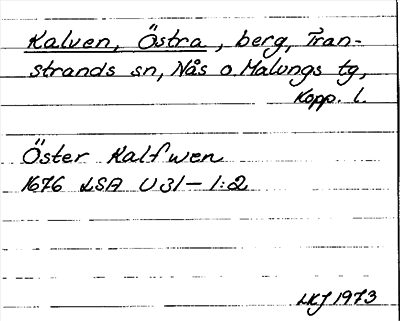 Kalven, Östra, berg, Tran-
strands sn, Nås o Malungs tg,
Kopp. l.
Öster Kalfwen
1676 LSA U31-1:2
LKJ 1973